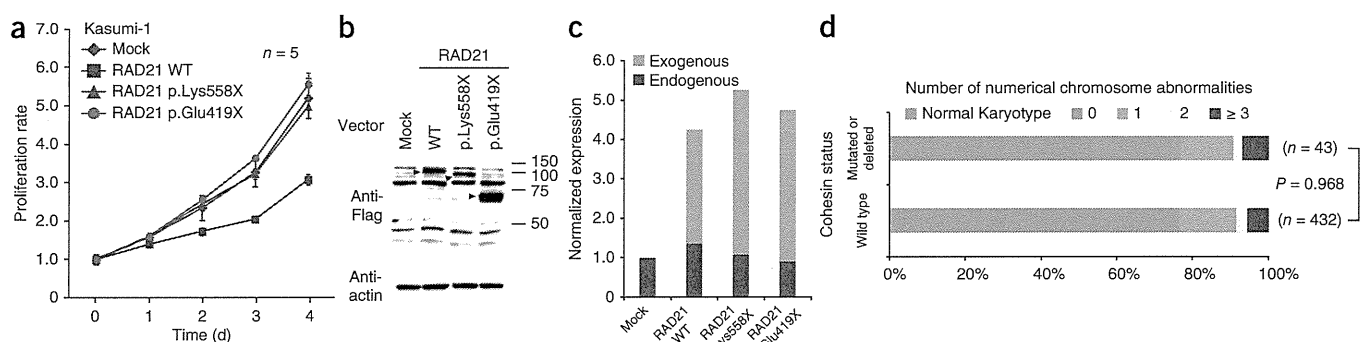 a
Kasumi-1
Mock
RAD21 WT
RAD21 p.Lys558X
RAD21 p.Glu419X
n = 5
7.0
6.0
5.0
4.0
3.0
2.0
1.0
0
Proliferation rate
0 1 2 3 4
Time (d)
b
RAD21
Vector
Mock
WT
p.Lys558X
p.Glu419X
150
100
75
50
Anti-
Flag
Anti-
actin
c
Exogenous
Endogenous
6.0
5.0
4.0
3.0
2.0
1.0
0
Normalized expression
Mock
RAD21
WT
RAD21
ys558X
RAD21
Glu419X
d
Number of numerical chromosome abnormalities
Normal Karyotype 0 1 2 ≥ 3
Cohesin status
Mutated or
deleted
Wild type
(n = 43)
P = 0.968
(n = 432)
0% 20% 40% 60% 80% 100%